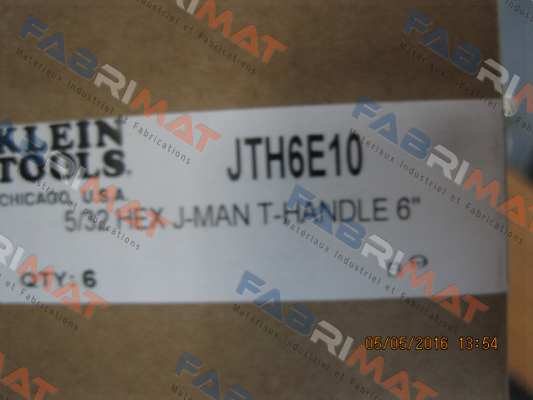 KLEIN
TOOLS®
CHICAGO, U.S.A.
JTH6E10
5/32 HEX J-MAN T-HANDLE 6"
QTY: 6
05/05/2016 13:54
FABRIMAT
Materiaux Industriel et Fabrications